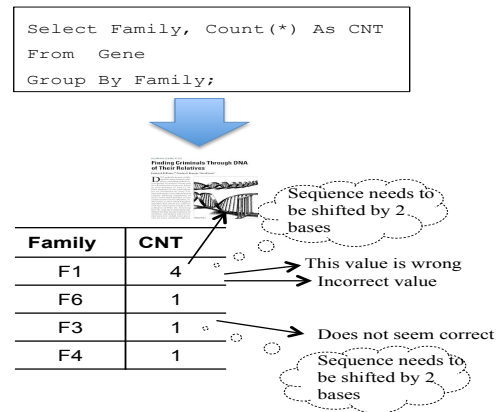 Select Family, Count(*) As CNT
From Gene
Group By Family;
Finding Criminals Through DNA
of Their Relatives
Sequence needs to
be shifted by 2
bases
Family CNT
F1 4
This value is wrong
Incorrect value
F6 1
F3 1
Does not seem correct
F4 1
Sequence needs to
be shifted by 2
bases